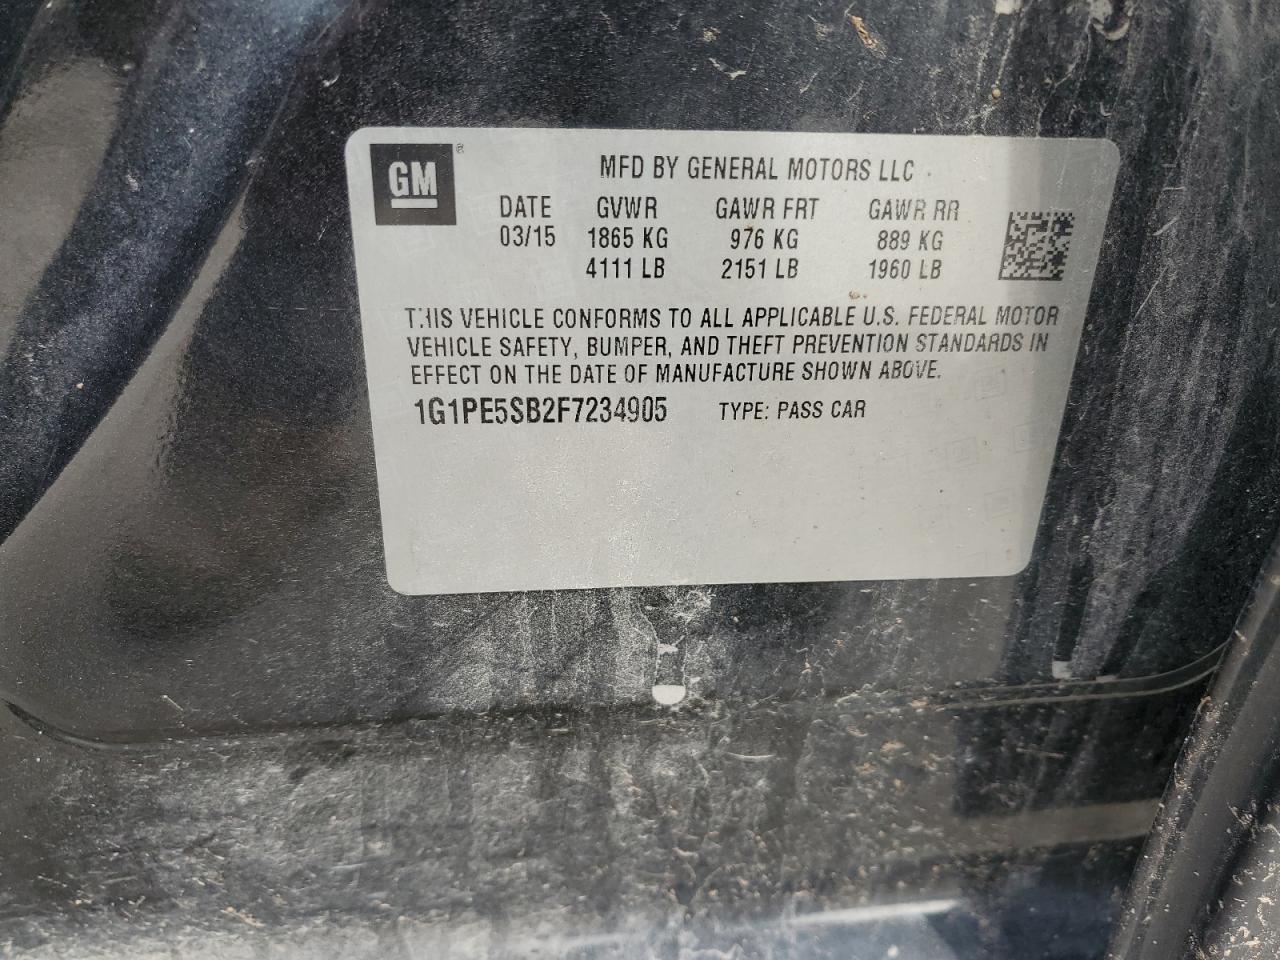 GM ®
MFD BY GENERAL MOTORS LLC
DATE GVWR GAWR FRT GAWR RR
03/15 1865 KG 976 KG 889 KG
4111 LB 2151 LB 1960 LB
THIS VEHICLE CONFORMS TO ALL APPLICABLE U.S. FEDERAL MOTOR
VEHICLE SAFETY, BUMPER, AND THEFT PREVENTION STANDARDS IN
EFFECT ON THE DATE OF MANUFACTURE SHOWN ABOVE.
1G1PE5SB2F7234905 TYPE: PASS CAR